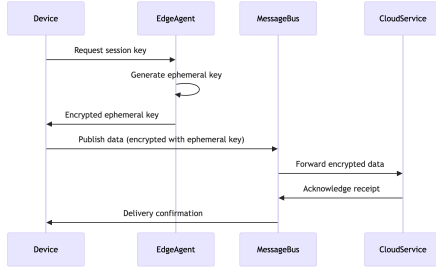 Device EdgeAgent MessageBus CloudService
Request session key
Generate ephemeral key
Encrypted ephemeral key
Publish data (encrypted with ephemeral key)
Forward encrypted data
Acknowledge receipt
Delivery confirmation
Device EdgeAgent MessageBus CloudService